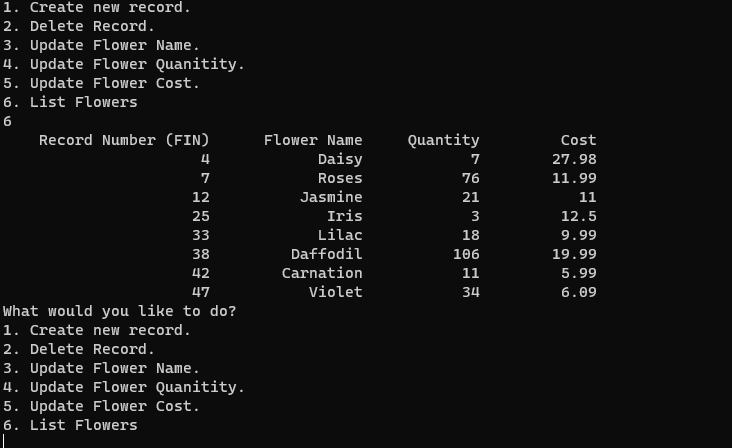 1. Create new record.
2. Delete Record.
3. Update Flower Name.
4. Update Flower Quanitity.
5. Update Flower Cost.
6. List Flowers
6
Record Number (FIN) Flower Name Quantity Cost
4 Daisy 7 27.98
7 Roses 76 11.99
12 Jasmine 21 11
25 Iris 3 12.5
33 Lilac 18 9.99
38 Daffodil 106 19.99
42 Carnation 11 5.99
47 Violet 34 6.09
What would you like to do?
1. Create new record.
2. Delete Record.
3. Update Flower Name.
4. Update Flower Quanitity.
5. Update Flower Cost.
6. List Flowers